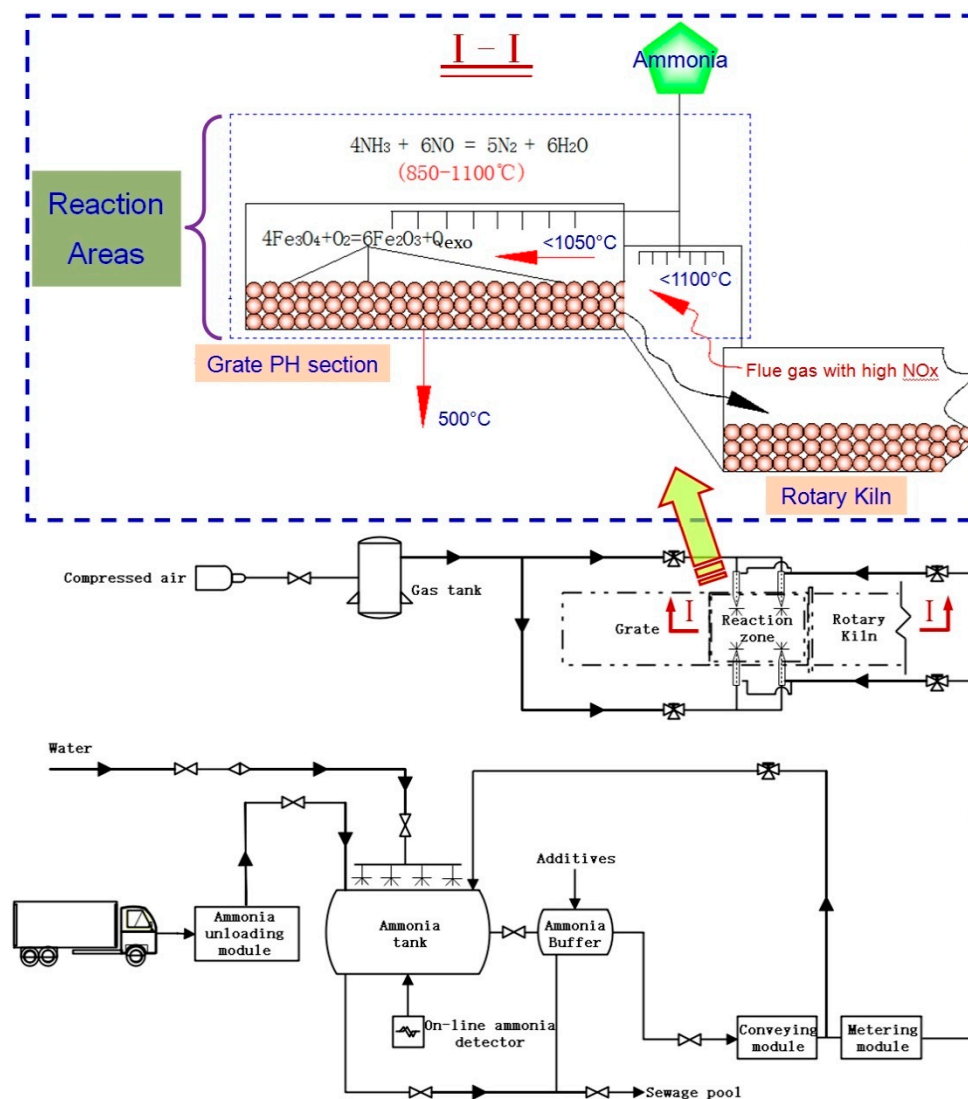 I – I
Ammonia
4NH3 + 6NO = 5N2 + 6H2O
(850-1100℃)
Reaction
Areas
4Fe3O4+O2=6Fe2O3+Qexo
<1050°C
<1100°C
Grate PH section
Flue gas with high NOx
500°C
Rotary Kiln
Compressed air
Gas tank
Grate
I
Reaction
zone
Rotary
Kiln
I
Water
Additives
Ammonia
unloading
module
Ammonia
tank
Ammonia
Buffer
On-line ammonia
detector
Conveying
module
Metering
module
Sewage pool